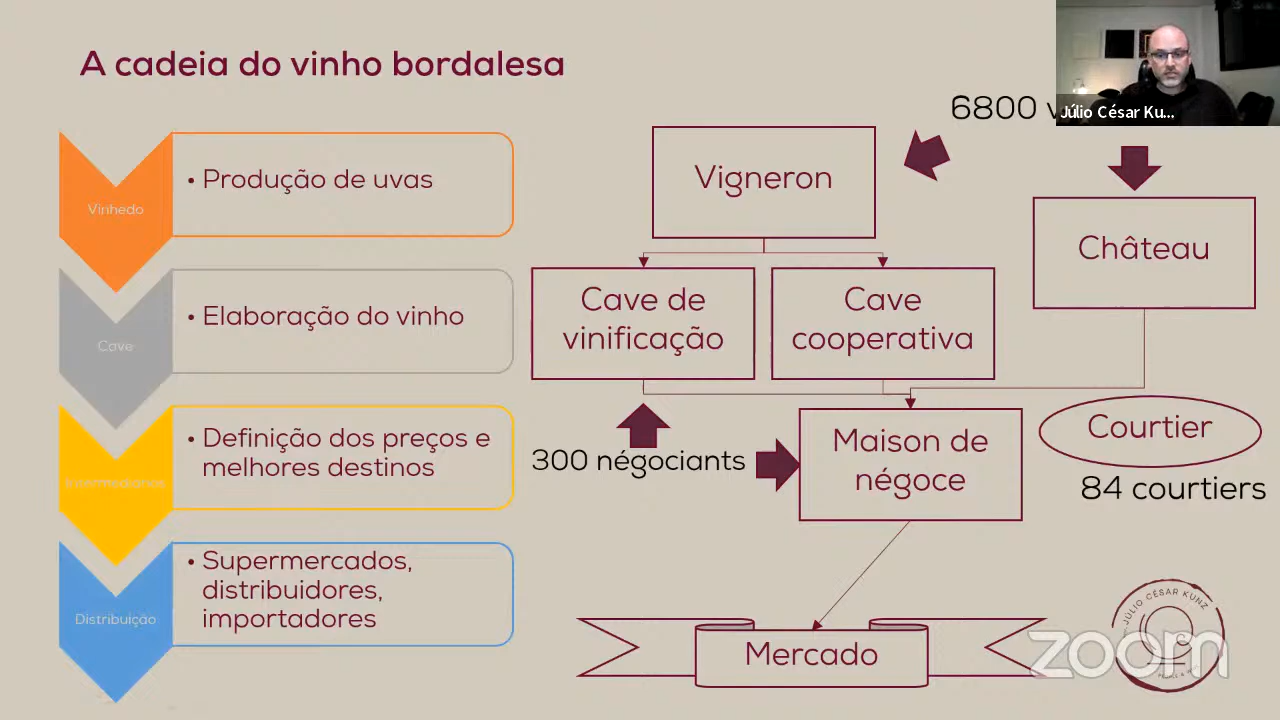 A cadeia do vinho bordalesa
6800
Júlio César Ku...
Vinhedo
• Produção de uvas
Vigneron
Château
Cave
• Elaboração do vinho
Cave de
vinificação
Cave
cooperativa
Intermediários
• Definição dos preços e
melhores destinos
300 négociants
Maison de
négoce
Courtier
84 courtiers
Distribuição
• Supermercados,
distribuidores,
importadores
Mercado
JÚLIO CÉSAR KUNZ
zoom